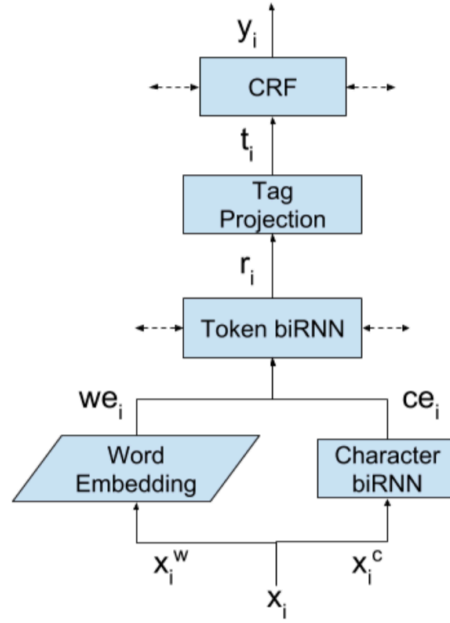 y_i
CRF
t_i
Tag
Projection
r_i
Token biRNN
we_i
ce_i
Word
Embedding
Character
biRNN
x_i^w
x_i^c
x_i